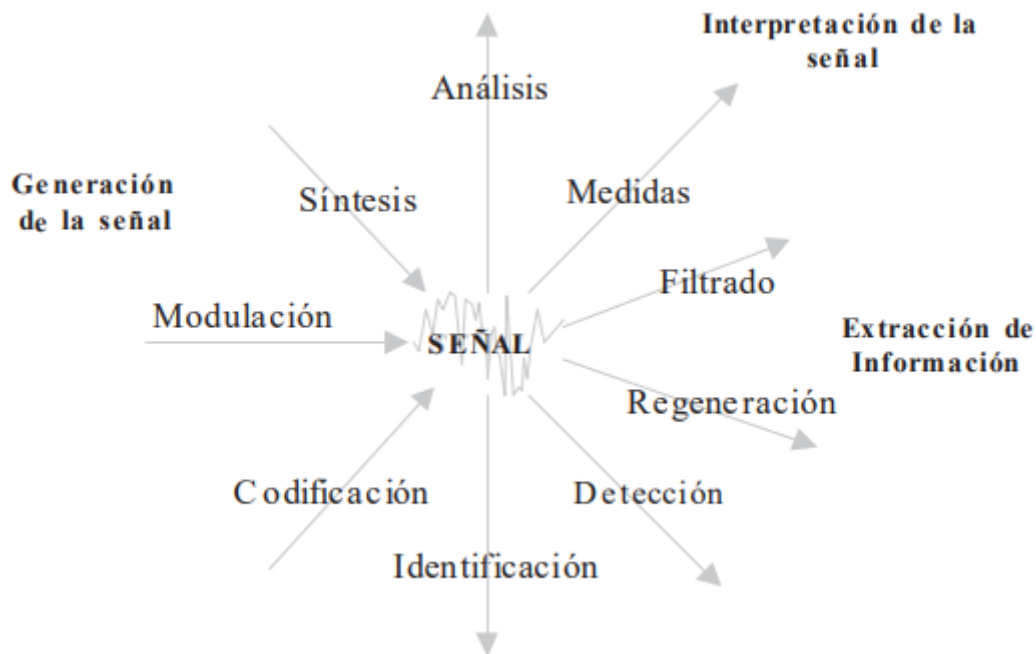 Interpretación de la
señal
Análisis
Generación
de la señal
Síntesis
Medidas
Filtrado
Modulación
SEÑAL
Extracción de
Información
Regeneración
Codificación
Detección
Identificación